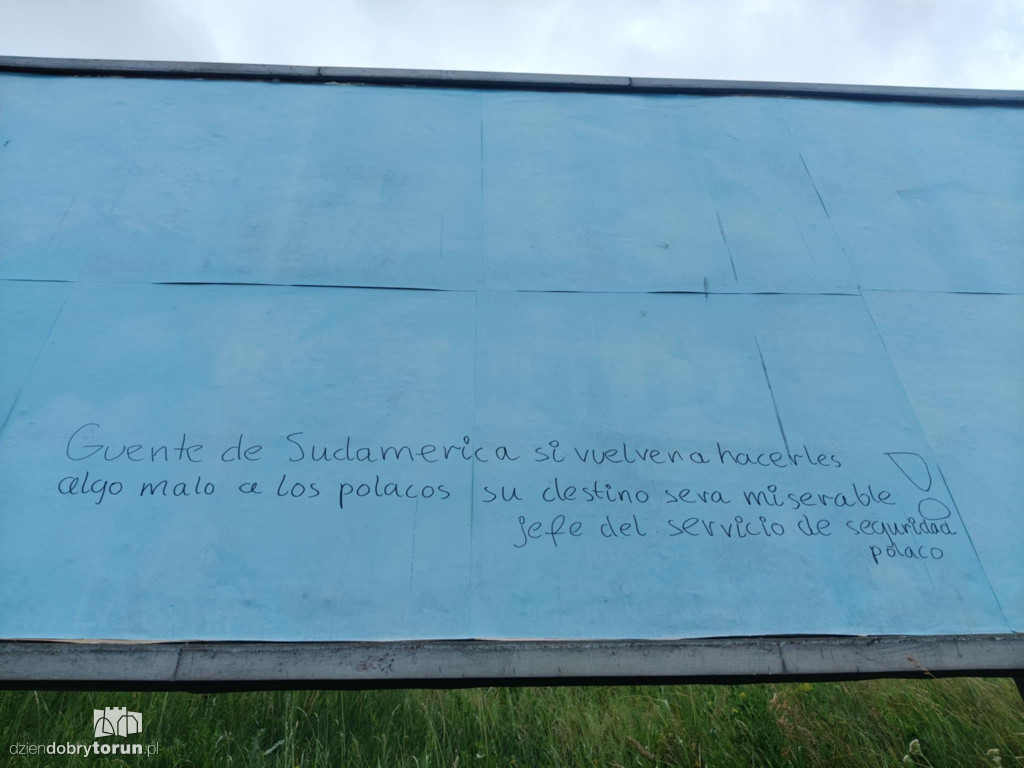 Guente de Sudamerica si vuelven a hacerles
algo malo a los polacos su destino sera miserable!
jefe del servicio de seguridad
polaco
dziendobrytorun.pl